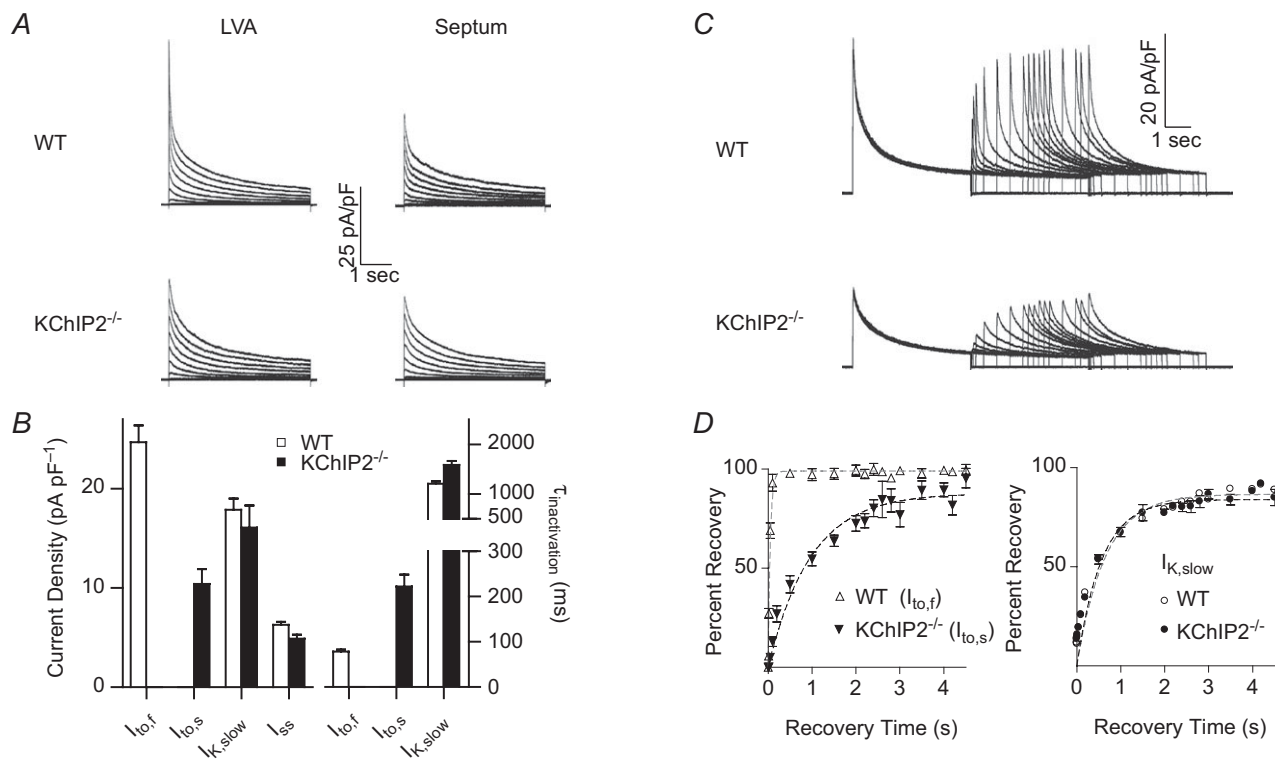 A
LVA
Septum
WT
25 pA/pF
1 sec
KChIP2-/-
B
Current Density (pA pF–1)
20
10
0
WT
KChIP2-/-
2000
1000
500
300
200
100
0
τinactivation (ms)
Ito,f
Ito,s
IK,slow
Iss
Ito,f
Ito,s
IK,slow
C
20 pA/pF
1 sec
WT
KChIP2-/-
D
Percent Recovery
100
50
WT (Ito,f)
KChIP2-/- (Ito,s)
0 1 2 3 4
Recovery Time (s)
Percent Recovery
100
50
IK,slow
WT
KChIP2-/-
0 1 2 3 4
Recovery Time (s)